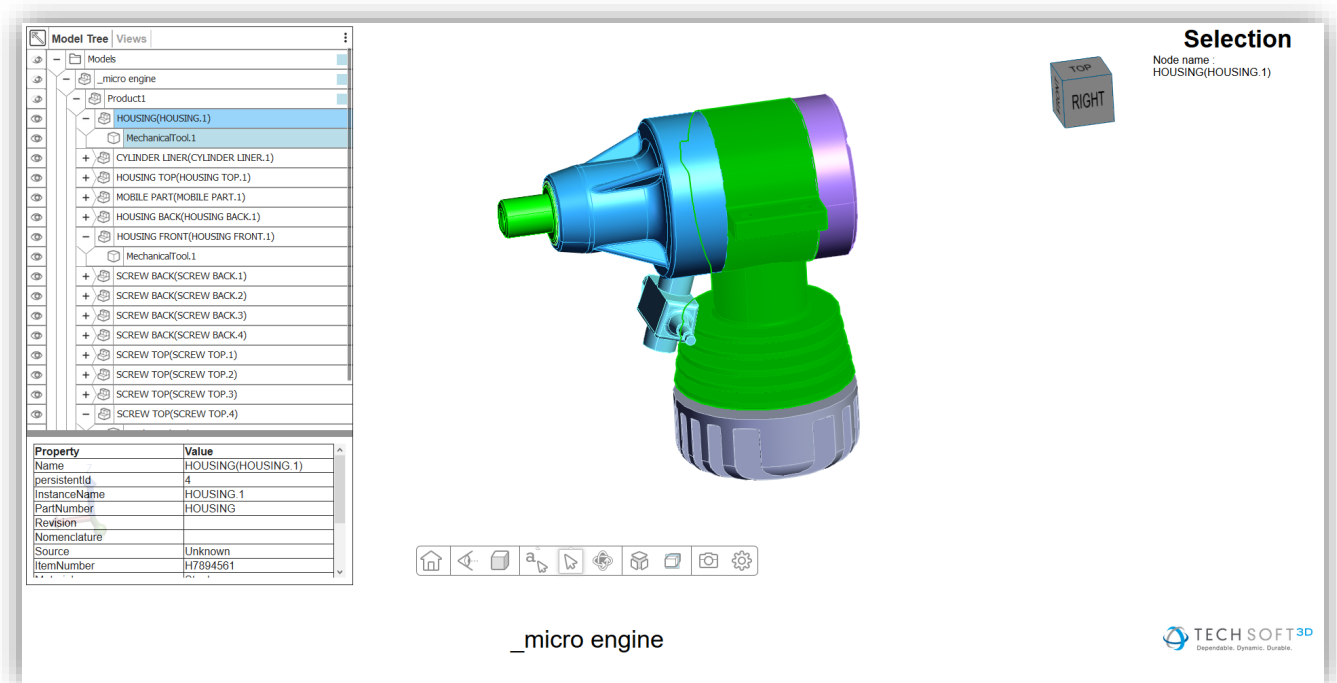 Model Tree Views
Models
_micro engine
Product1
HOUSING(HOUSING.1)
MechanicalTool.1
CYLINDER LINER(CYLINDER LINER.1)
HOUSING TOP(HOUSING TOP.1)
MOBILE PART(MOBILE PART.1)
HOUSING BACK(HOUSING BACK.1)
HOUSING FRONT(HOUSING FRONT.1)
MechanicalTool.1
SCREW BACK(SCREW BACK.1)
SCREW BACK(SCREW BACK.2)
SCREW BACK(SCREW BACK.3)
SCREW BACK(SCREW BACK.4)
SCREW TOP(SCREW TOP.1)
SCREW TOP(SCREW TOP.2)
SCREW TOP(SCREW TOP.3)
SCREW TOP(SCREW TOP.4)
Property Value
Name HOUSING(HOUSING.1)
persistentId 4
InstanceName HOUSING.1
PartNumber HOUSING
Revision
Nomenclature
Source Unknown
ItemNumber H7894561
TOP
RIGHT
Selection
Node name :
HOUSING(HOUSING.1)
a
_micro engine
TECH SOFT 3D
Dependable. Dynamic. Durable.